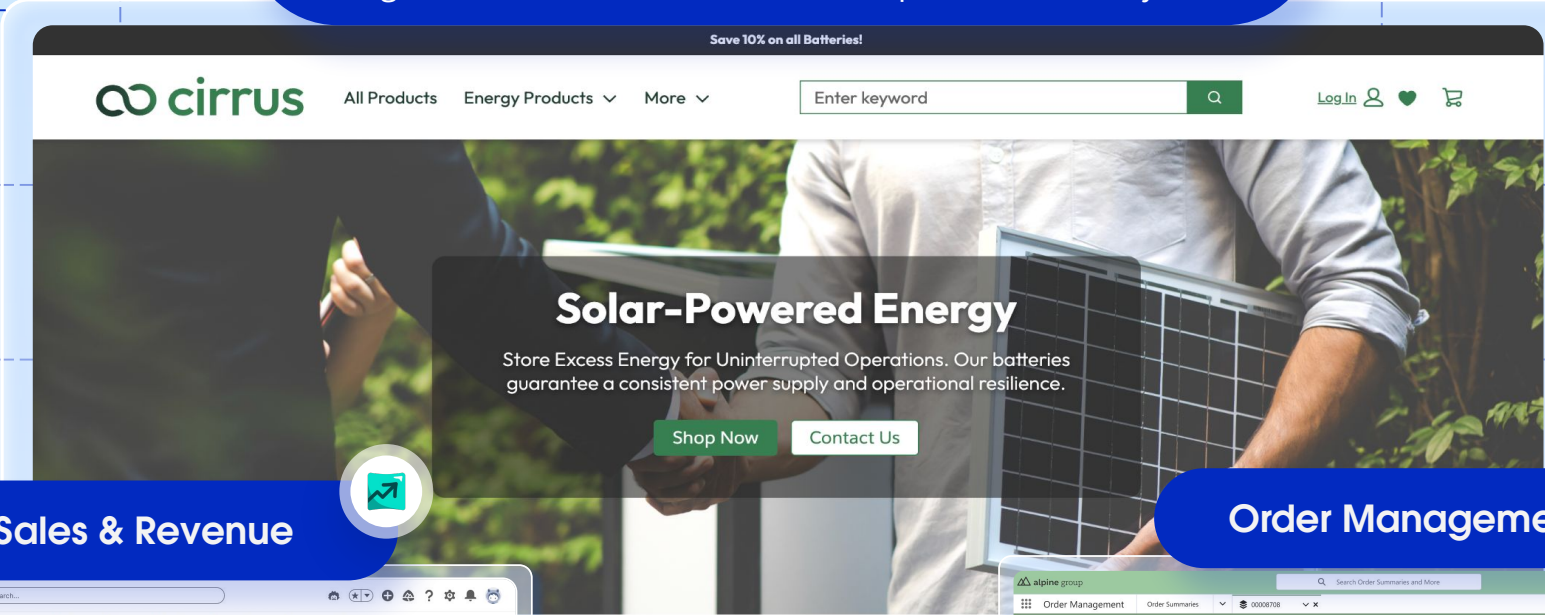 Save 10% on all Batteries!
cirrus
All Products
Energy Products
More
Enter keyword
Log In
Solar-Powered Energy
Store Excess Energy for Uninterrupted Operations. Our batteries
guarantee a consistent power supply and operational resilience.
Shop Now
Contact Us
Sales & Revenue
Order Manageme
alpine group
Search Order Summaries and More
Order Management
Order Summaries
00008708